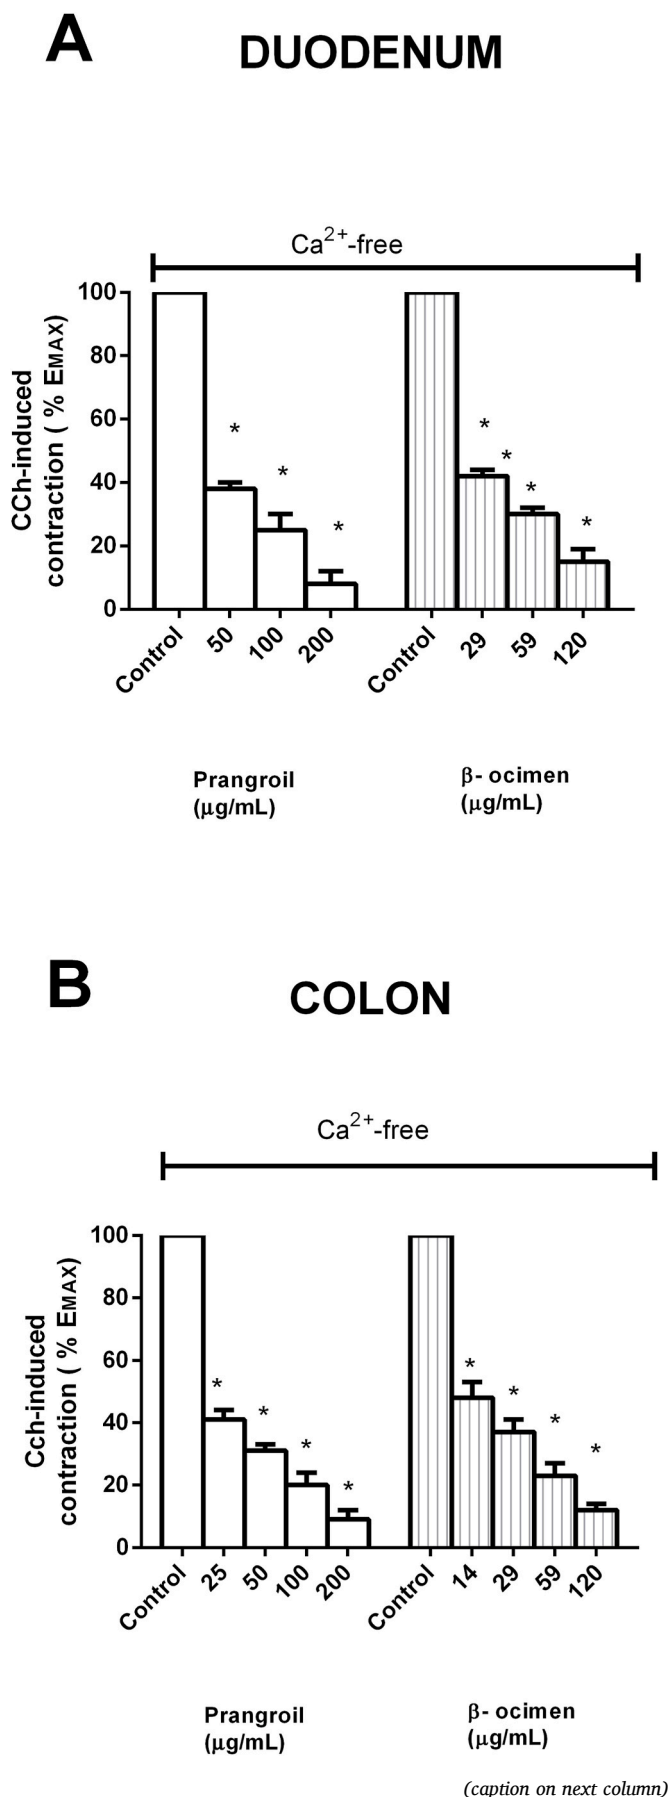 A
DUODENUM
Ca2+-free
CCh-induced
contraction ( % EMAX)
100
80
60
40
20
0
*
*
*
*
*
*
*
Control
50
100
200
Control
29
59
120
Prangroil
(μg/mL)
β- ocimen
(μg/mL)
B
COLON
Ca2+-free
Cch-induced
contraction ( % EMAX)
100
80
60
40
20
0
*
*
*
*
*
*
*
*
Control
25
50
100
200
Control
14
29
59
120
Prangroil
(μg/mL)
β- ocimen
(μg/mL)
(caption on next column)